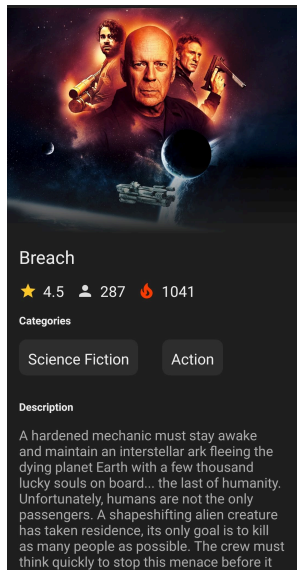 Breach
4.5 287 1041
Categories
Science Fiction Action
Description
A hardened mechanic must stay awake
and maintain an interstellar ark fleeing the
dying planet Earth with a few thousand
lucky souls on board... the last of humanity.
Unfortunately, humans are not the only
passengers. A shapeshifting alien creature
has taken residence, its only goal is to kill
as many people as possible. The crew must
think quickly to stop this menace before it